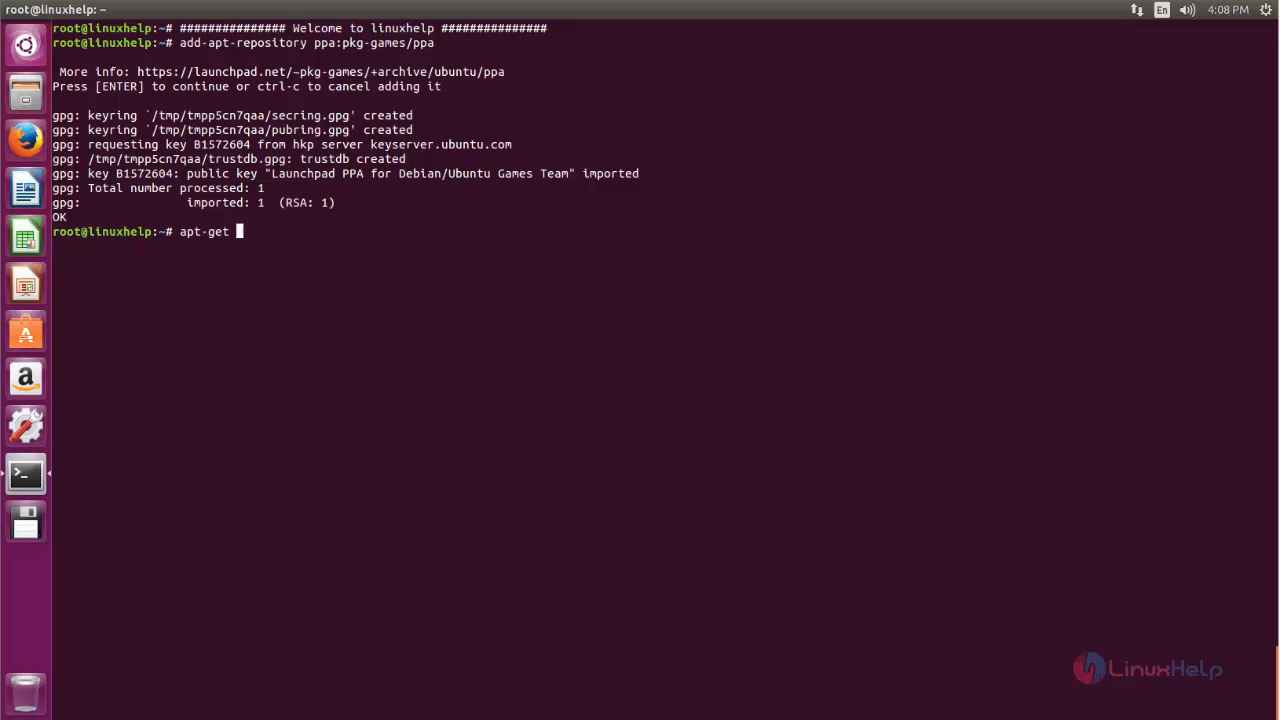 root@linuxhelp: ~
En
4:08 PM
root@linuxhelp:~# ############### Welcome to linuxhelp ###############
root@linuxhelp:~# add-apt-repository ppa:pkg-games/ppa
More info: https://launchpad.net/~pkg-games/+archive/ubuntu/ppa
Press [ENTER] to continue or ctrl-c to cancel adding it
gpg: keyring `/tmp/tmpp5cn7qaa/secring.gpg' created
gpg: keyring `/tmp/tmpp5cn7qaa/pubring.gpg' created
gpg: requesting key B1572604 from hkp server keyserver.ubuntu.com
gpg: /tmp/tmpp5cn7qaa/trustdb.gpg: trustdb created
gpg: key B1572604: public key "Launchpad PPA for Debian/Ubuntu Games Team" imported
gpg: Total number processed: 1
gpg:               imported: 1  (RSA: 1)
OK
root@linuxhelp:~# apt-get
LinuxHelp